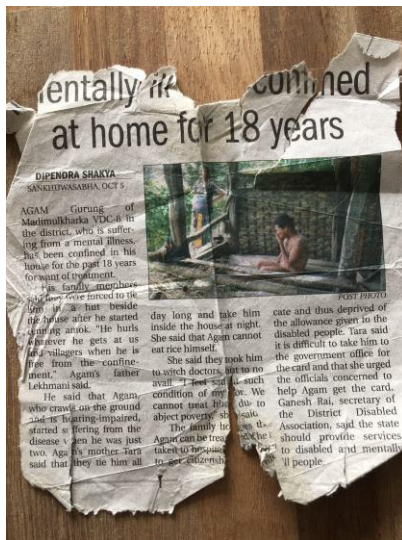 mentally ill confined
at home for 18 years
DIPENDRA SHAKYA
SANKHUWASABHA, OCT 5
AGAM Gurung of
Madimulkharka VDC-8 in
the district, who is suffer-
ing from a mental illness,
has been confined in his
house for the past 18 years
for want of treatment.
His family members
said they were forced to tie
him in a hut beside
the house after he started
running amok. "He hurls
whatever he gets at us
and villagers when he is
free from the confine-
ment," Agam's father
Lekhmani said.
He said that Agam,
who crawls on the ground
and is hearing-impaired,
started suffering from the
disease when he was just
two. Agam's mother Tara
said that they tie him all
POST PHOTO
day long and take him
inside the house at night.
She said that Agam cannot
eat rice himself.
She said they took him
to witch doctors, but to no
avail. "I feel sad at such
condition of my We
cannot treat due to
abject poverty," she said.
The family he
Agam can be trea
taken to hospita
to get citizensh
cate and thus deprived of
the allowance given to the
disabled people. Tara said
it is difficult to take him to
the government office for
the card and that she urged
the officials concerned to
help Agam get the card.
Ganesh Rai, secretary of
the District Disabled
Association, said the state
should provide services
to disabled and mentally
ill people.